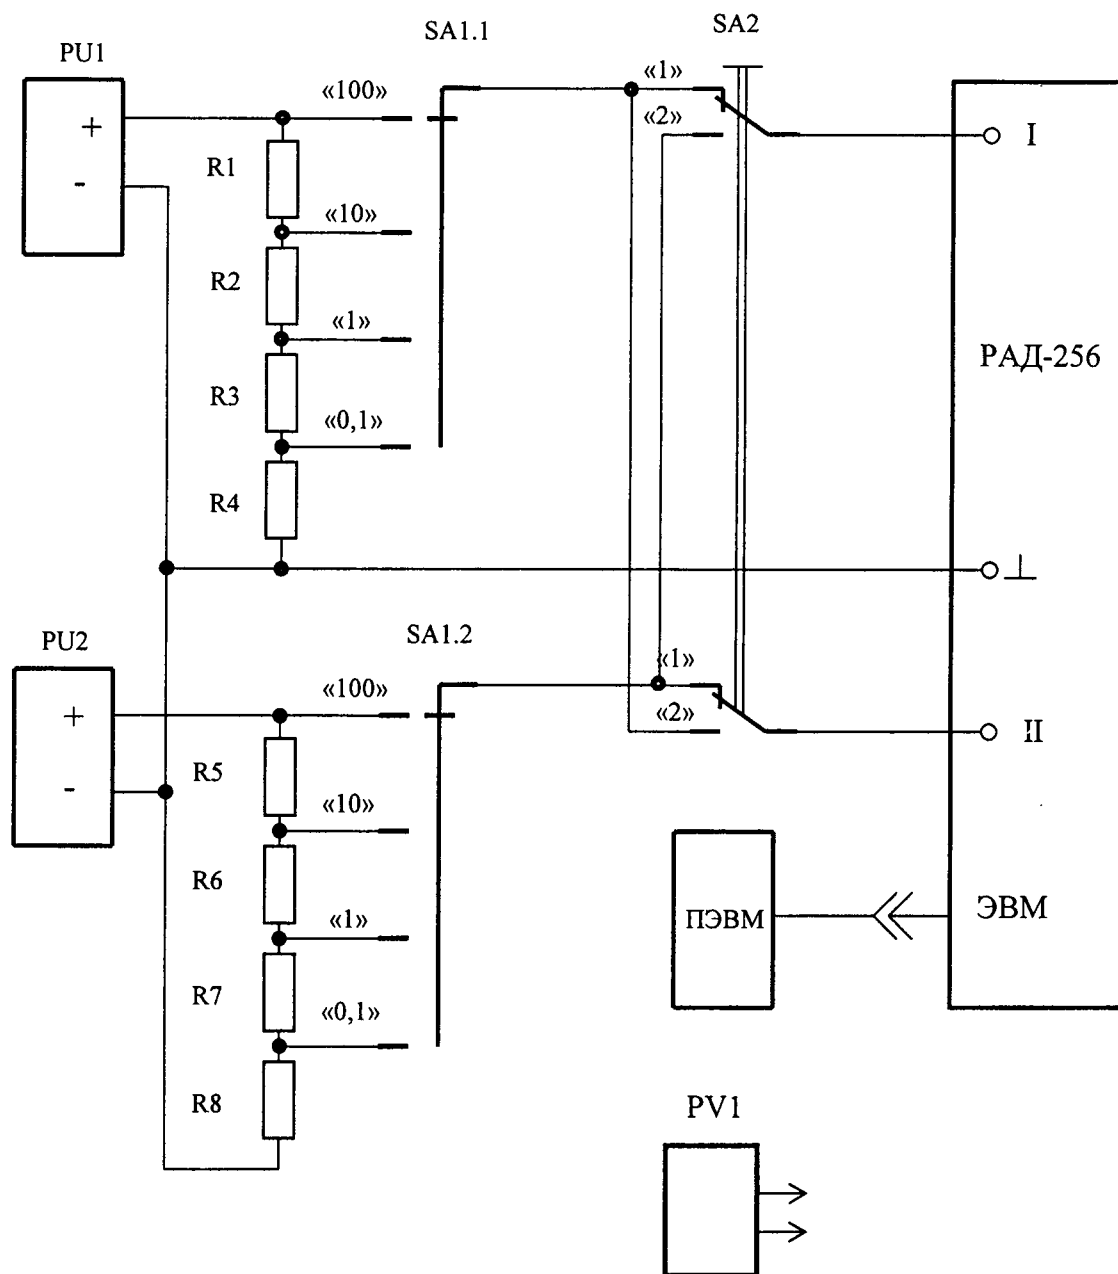 SA1.1
SA2
PU1
«100»
«1»
+
«2»
-
I
R1
«10»
R2
«1»
РАД-256
R3
«0,1»
R4
⊥
PU2
SA1.2
«1»
«100»
+
«2»
II
R5
-
«10»
R6
«1»
ПЭВМ
ЭВМ
R7
«0,1»
R8
PV1